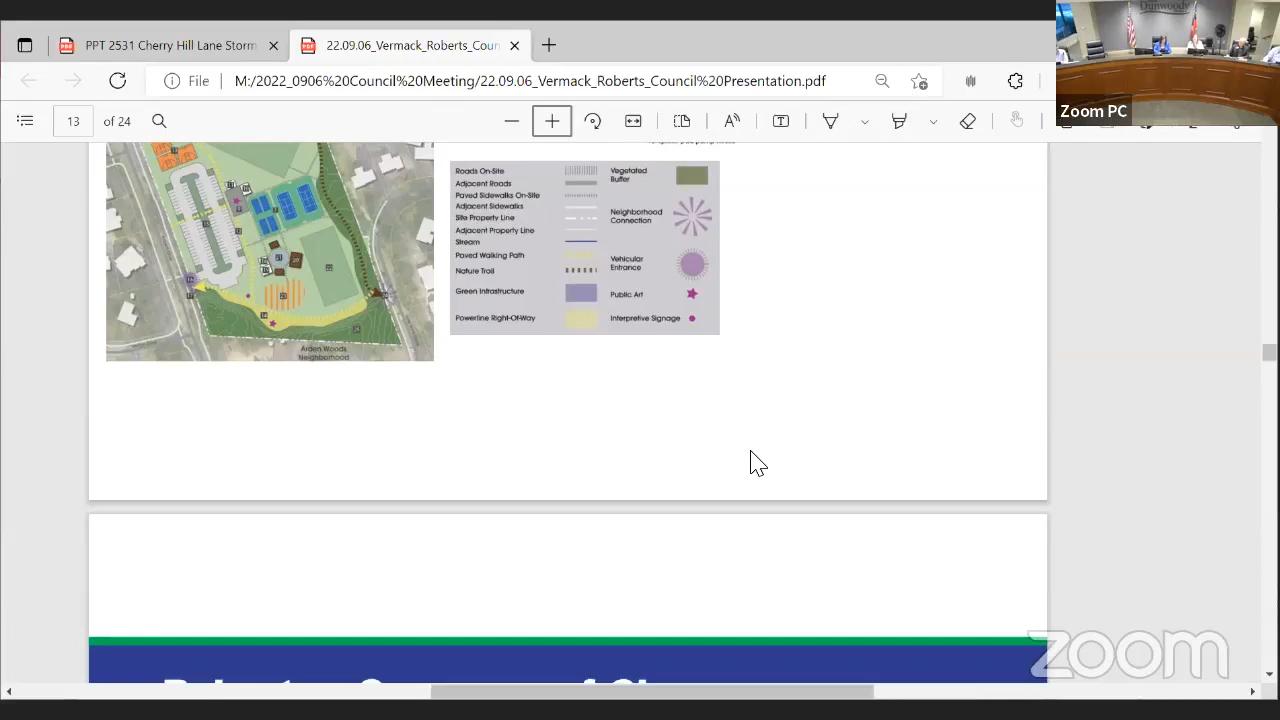 PPT 2531 Cherry Hill Lane Storm
22.09.06_Vermack_Roberts_Coun
File
M:/2022_0906%20Council%20Meeting/22.09.06_Vermack_Roberts_Council%20Presentation.pdf
Dunwoody
Zoom PC
13 of 24
Roads On-Site
Adjacent Roads
Paved Sidewalks On-Site
Adjacent Sidewalks
Site Property Line
Adjacent Property Line
Stream
Paved Walking Path
Nature Trail
Green Infrastructure
Powerline Right-Of-Way
Vegetated
Buffer
Neighborhood
Connection
Vehicular
Entrance
Public Art
Interpretive Signage
Arden Woods
Neighborhood
zoom